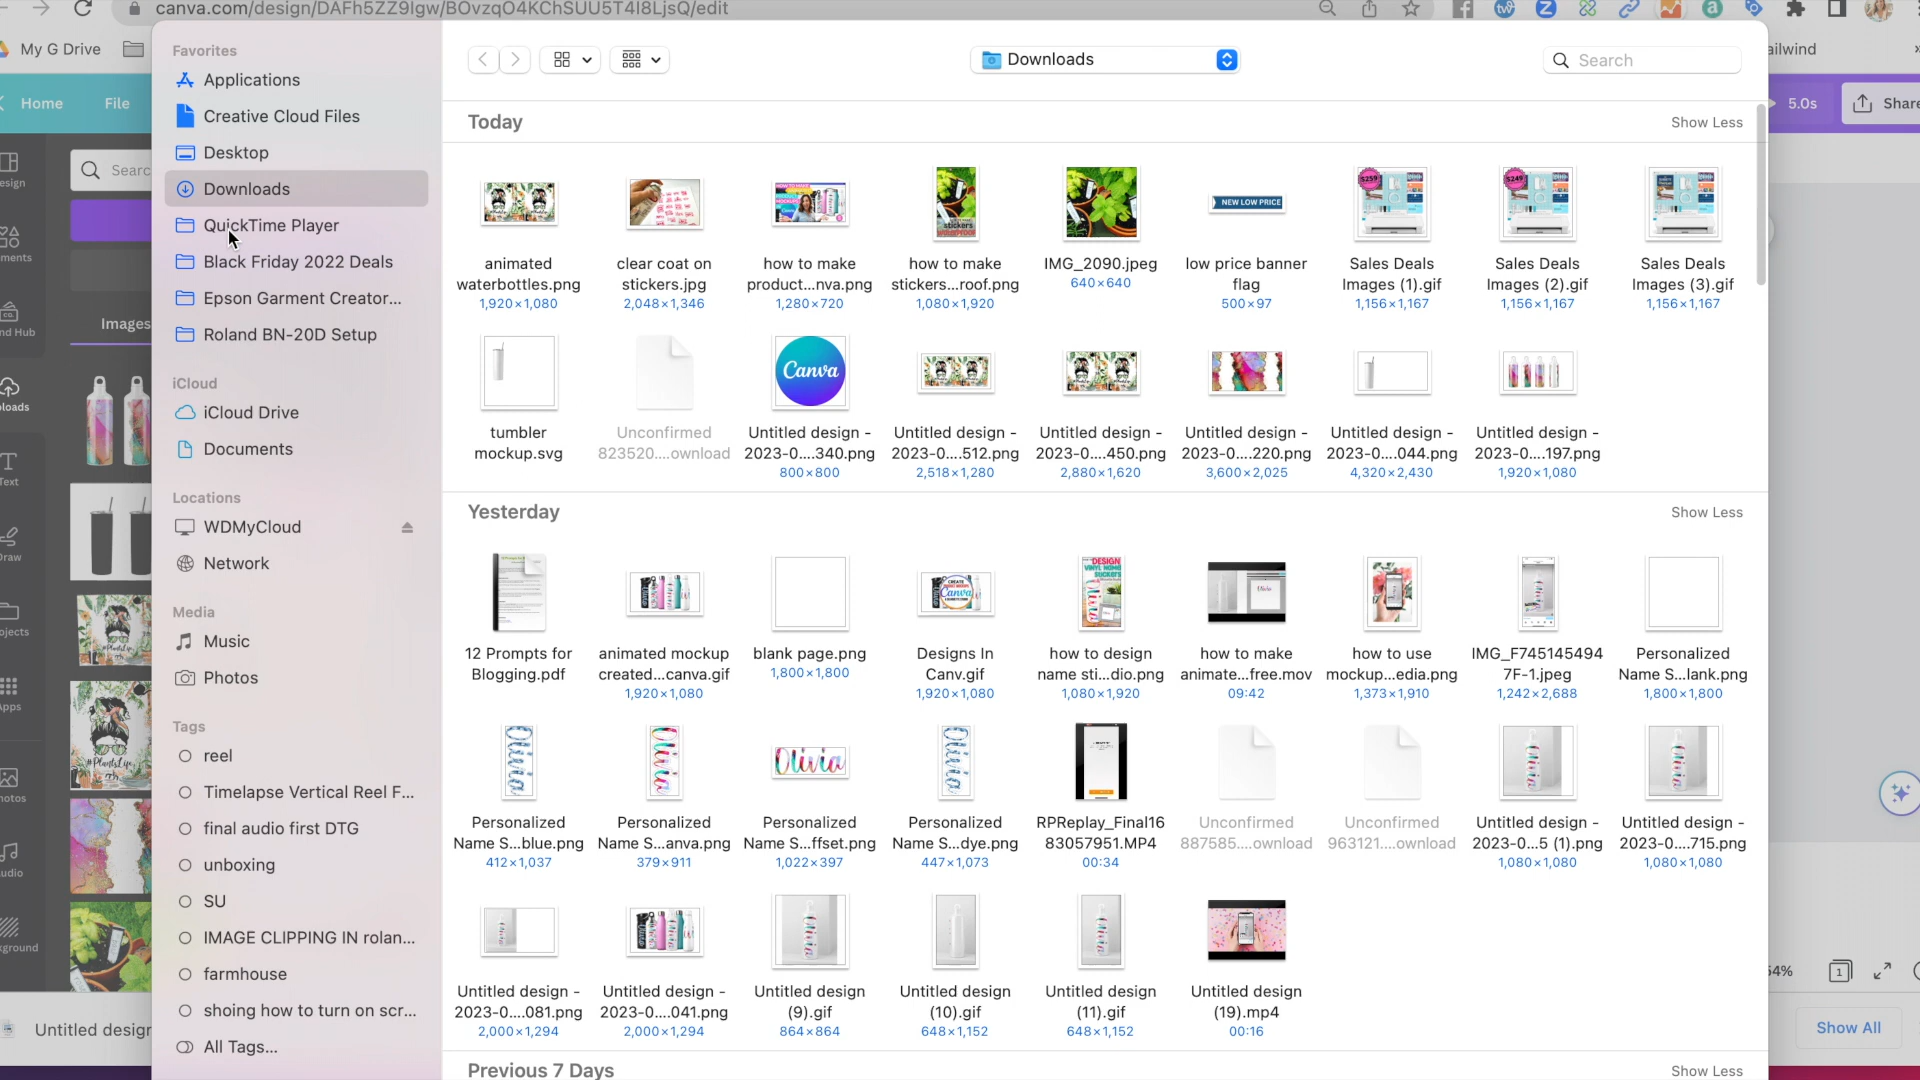 canva.com/design/DAFh5ZZ9lgw/BOvzqO4KChSUU5T4I8LjsQ/edit
My G Drive
ailwind
Home
File
5.0s
Share
Favorites
Applications
Creative Cloud Files
Desktop
Downloads
QuickTime Player
Black Friday 2022 Deals
Epson Garment Creator...
Roland BN-20D Setup
iCloud
iCloud Drive
Documents
Locations
WDMyCloud
Network
Media
Music
Photos
Tags
reel
Timelapse Vertical Reel F...
final audio first DTG
unboxing
SU
IMAGE CLIPPING IN rolan...
farmhouse
shoing how to turn on scr...
All Tags...
Downloads
Search
Today
Show Less
animated
waterbottles.png
1,920×1,080
clear coat on
stickers.jpg
2,048×1,346
how to make
product...nva.png
1,280×720
how to make
stickers...roof.png
1,080×1,920
IMG_2090.jpeg
640×640
NEW LOW PRICE
low price banner
flag
500×97
$259
Sales Deals
Images (1).gif
1,156×1,167
$249
Sales Deals
Images (2).gif
1,156×1,167
Sales Deals
Images (3).gif
1,156×1,167
tumbler
mockup.svg
Unconfirmed
823520....ownload
Canva
Untitled design -
2023-0....340.png
800×800
Untitled design -
2023-0....512.png
2,518×1,280
Untitled design -
2023-0....450.png
2,880×1,620
Untitled design -
2023-0....220.png
3,600×2,025
Untitled design -
2023-0....044.png
4,320×2,430
Untitled design -
2023-0....197.png
1,920×1,080
Yesterday
Show Less
12 Prompts for
Blogging.pdf
animated mockup
created...canva.gif
1,920×1,080
blank page.png
1,800×1,800
Designs In
Canv.gif
1,920×1,080
how to design
name sti...dio.png
1,080×1,920
how to make
animate...free.mov
09:42
how to use
mockup...edia.png
1,373×1,910
IMG_F745145494
7F-1.jpeg
1,242×2,688
Personalized
Name S...lank.png
1,800×1,800
Personalized
Name S...blue.png
412×1,037
Personalized
Name S...anva.png
379×911
Olivia
Personalized
Name S...ffset.png
1,022×397
Personalized
Name S...dye.png
447×1,073
RPReplay_Final16
83057951.MP4
00:34
Unconfirmed
887585....ownload
Unconfirmed
963121....ownload
Untitled design -
2023-0...5 (1).png
1,080×1,080
Untitled design -
2023-0....715.png
1,080×1,080
Untitled design -
2023-0....081.png
2,000×1,294
Untitled design -
2023-0....041.png
2,000×1,294
Untitled design
(9).gif
864×864
Untitled design
(10).gif
648×1,152
Untitled design
(11).gif
648×1,152
Untitled design
(19).mp4
00:16
Previous 7 Days
Show Less
Searc
Images
esign
ments
nd Hub
loads
Text
raw
ojects
Apps
hotos
udio
kground
#PlantsLife
54%
1
Untitled design
Show All